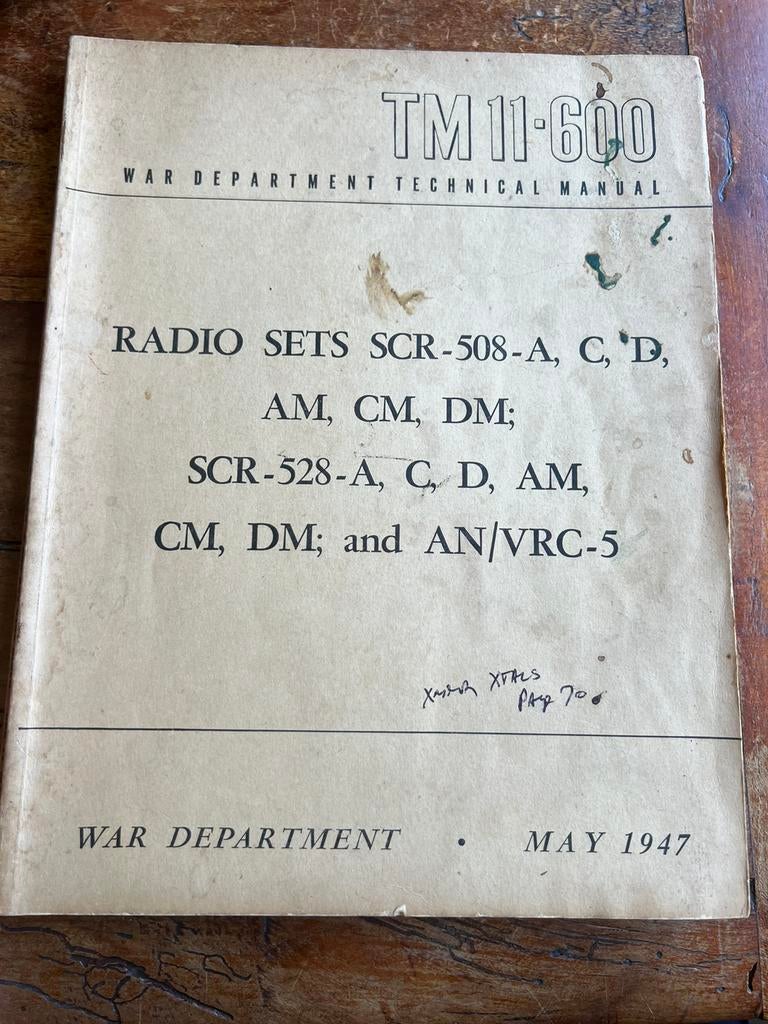 TM 11-600
WAR DEPARTMENT TECHNICAL MANUAL
RADIO SETS SCR-508-A, C, D,
AM, CM, DM;
SCR-528-A, C, D, AM,
CM, DM; and AN/VRC-5
XTALS
PAGE 70
WAR DEPARTMENT • MAY 1947